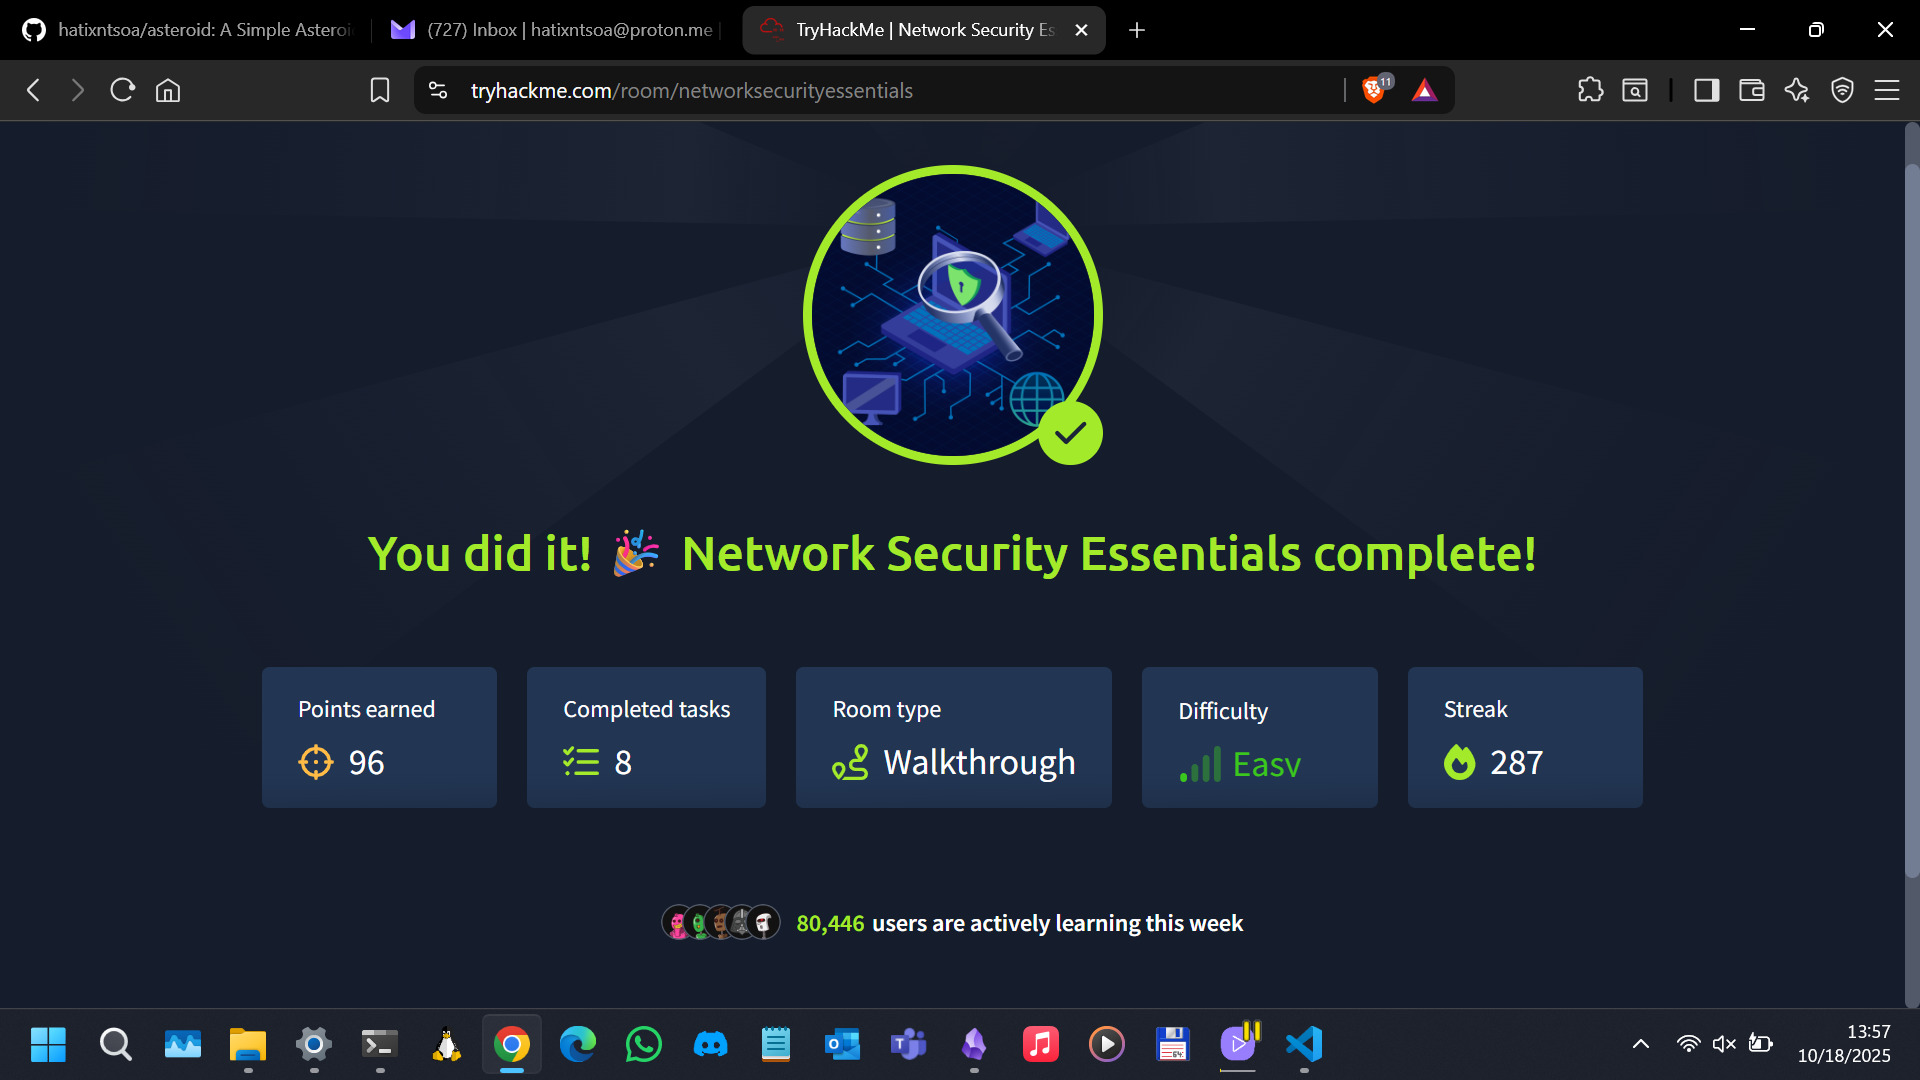 hatixntsoa/asteroid: A Simple Asteroi
(727) Inbox | hatixntsoa@proton.me
TryHackMe | Network Security Es
tryhackme.com/room/networksecurityessentials
11
You did it! 🎉 Network Security Essentials complete!
Points earned
96
Completed tasks
8
Room type
Walkthrough
Difficulty
Easy
Streak
287
80,446 users are actively learning this week
64
13:57
10/18/2025